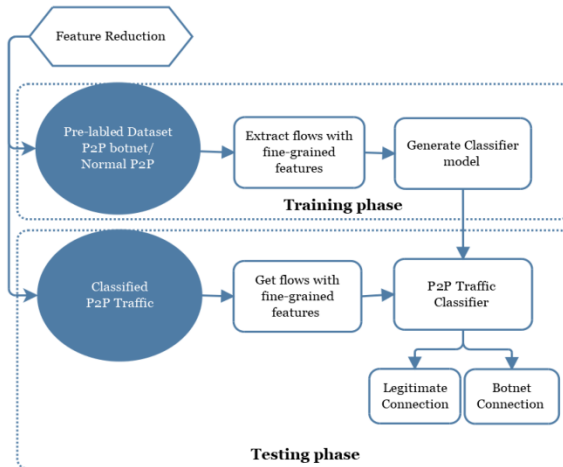 Feature Reduction
Pre-labled Dataset
P2P botnet/
Normal P2P
Extract flows with
fine-grained
features
Generate Classifier
model
Training phase
Classified
P2P Traffic
Get flows with
fine-grained
features
P2P Traffic
Classifier
Legitimate
Connection
Botnet
Connection
Testing phase